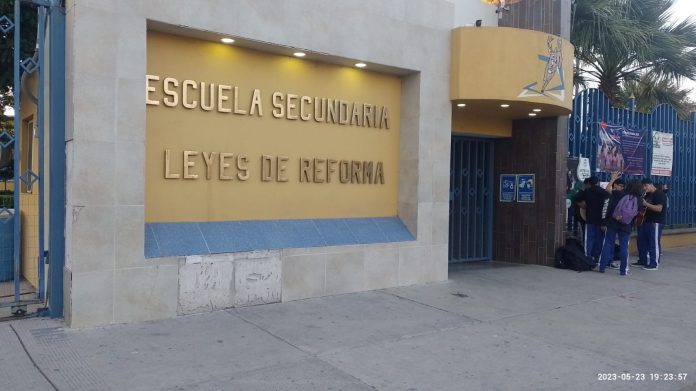 ESCUELA SECUNDARIA
LEYES DE REFORMA
2023-05-23 19:23:57